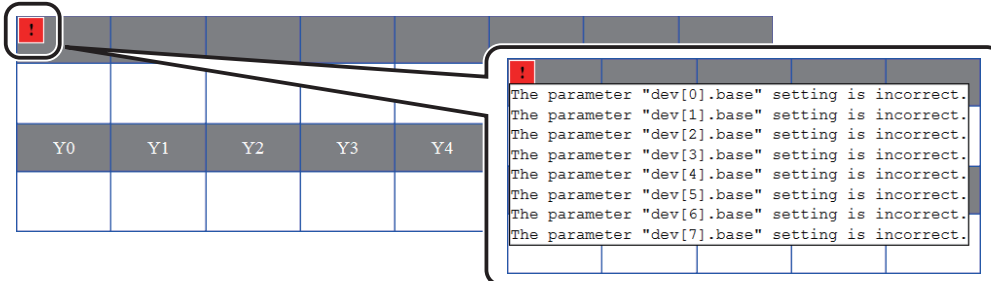 !
!
The parameter "dev[0].base" setting is incorrect.
The parameter "dev[1].base" setting is incorrect.
The parameter "dev[2].base" setting is incorrect.
The parameter "dev[3].base" setting is incorrect.
The parameter "dev[4].base" setting is incorrect.
The parameter "dev[5].base" setting is incorrect.
The parameter "dev[6].base" setting is incorrect.
The parameter "dev[7].base" setting is incorrect.
Y0 Y1 Y2 Y3 Y4